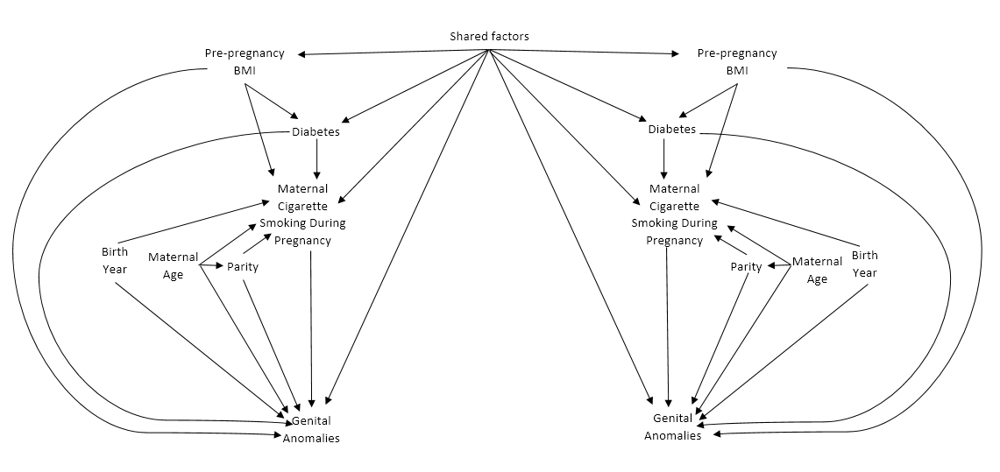 Shared factors
Pre-pregnancy
BMI
Pre-pregnancy
BMI
Diabetes
Diabetes
Maternal
Cigarette
Smoking During
Pregnancy
Maternal
Cigarette
Smoking During
Pregnancy
Birth
Year
Maternal
Age
Parity
Parity
Maternal
Age
Birth
Year
Genital
Anomalies
Genital
Anomalies